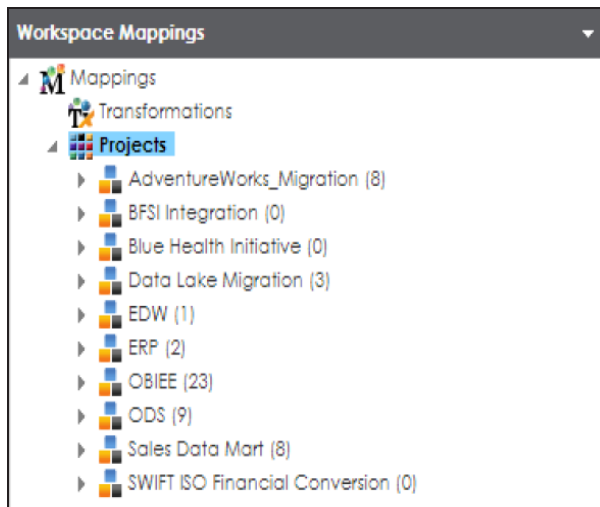 Workspace Mappings
Mappings
Transformations
Projects
AdventureWorks_Migration (8)
BFSI Integration (0)
Blue Health Initiative (0)
Data Lake Migration (3)
EDW (1)
ERP (2)
OBIEE (23)
ODS (9)
Sales Data Mart (8)
SWIFT ISO Financial Conversion (0)